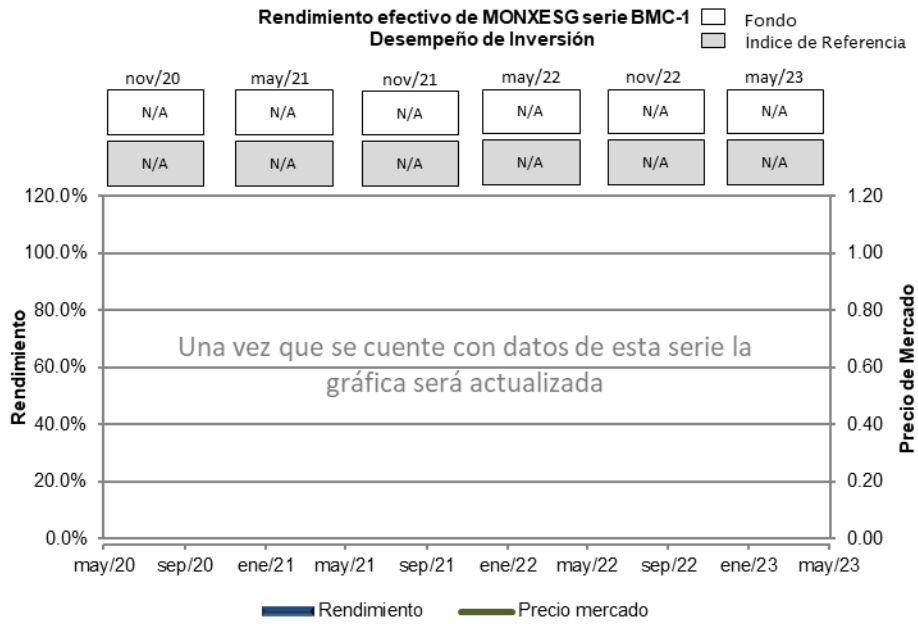 Rendimiento efectivo de MONXESG serie BMC-1
Desempeño de Inversión
Fondo
Índice de Referencia
nov/20 may/21 nov/21 may/22 nov/22 may/23
N/A N/A N/A N/A N/A N/A
N/A N/A N/A N/A N/A N/A
120.0% 1.20
100.0% 1.00
80.0% 0.80
Una vez que se cuente con datos de esta serie la
60.0% 0.60
gráfica será actualizada
40.0% 0.40
20.0% 0.20
0.0% 0.00
Rendimiento
Precio de Mercado
may/20 sep/20 ene/21 may/21 sep/21 ene/22 may/22 sep/22 ene/23 may/23
Rendimiento Precio mercado